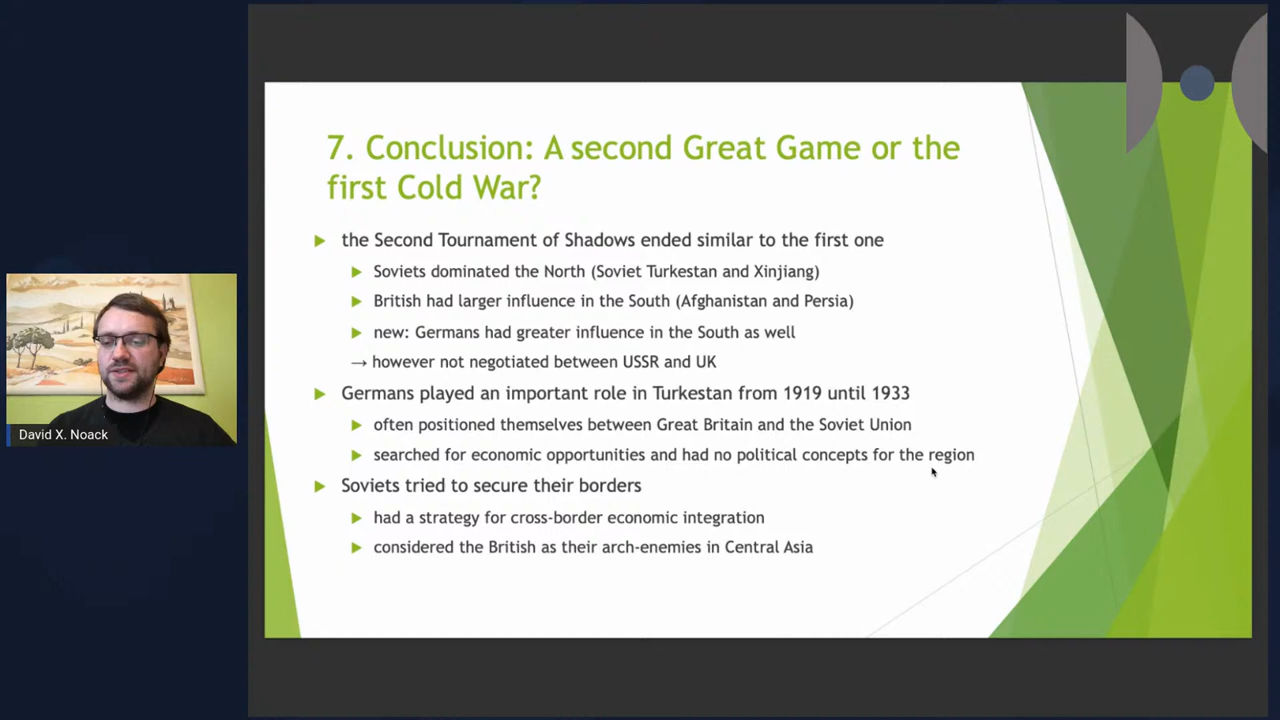 7. Conclusion: A second Great Game or the
first Cold War?
the Second Tournament of Shadows ended similar to the first one
Soviets dominated the North (Soviet Turkestan and Xinjiang)
British had larger influence in the South (Afghanistan and Persia)
new: Germans had greater influence in the South as well
→ however not negotiated between USSR and UK
Germans played an important role in Turkestan from 1919 until 1933
often positioned themselves between Great Britain and the Soviet Union
searched for economic opportunities and had no political concepts for the region
Soviets tried to secure their borders
had a strategy for cross-border economic integration
considered the British as their arch-enemies in Central Asia
David X. Noack